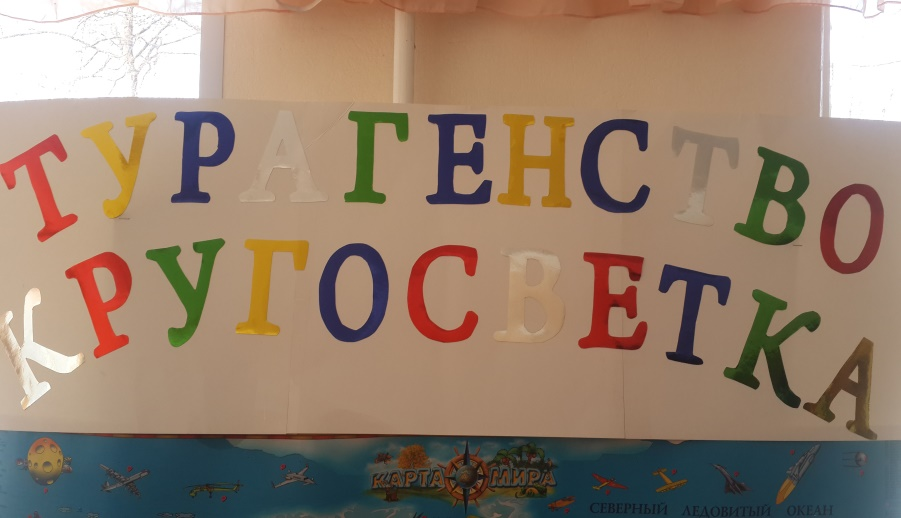 ТУРАГЕНСТВО
КРУГОСВЕТКА
КАРТА МИРА
СЕВЕРНЫЙ ЛЕДОВИТЫЙ ОКЕАН